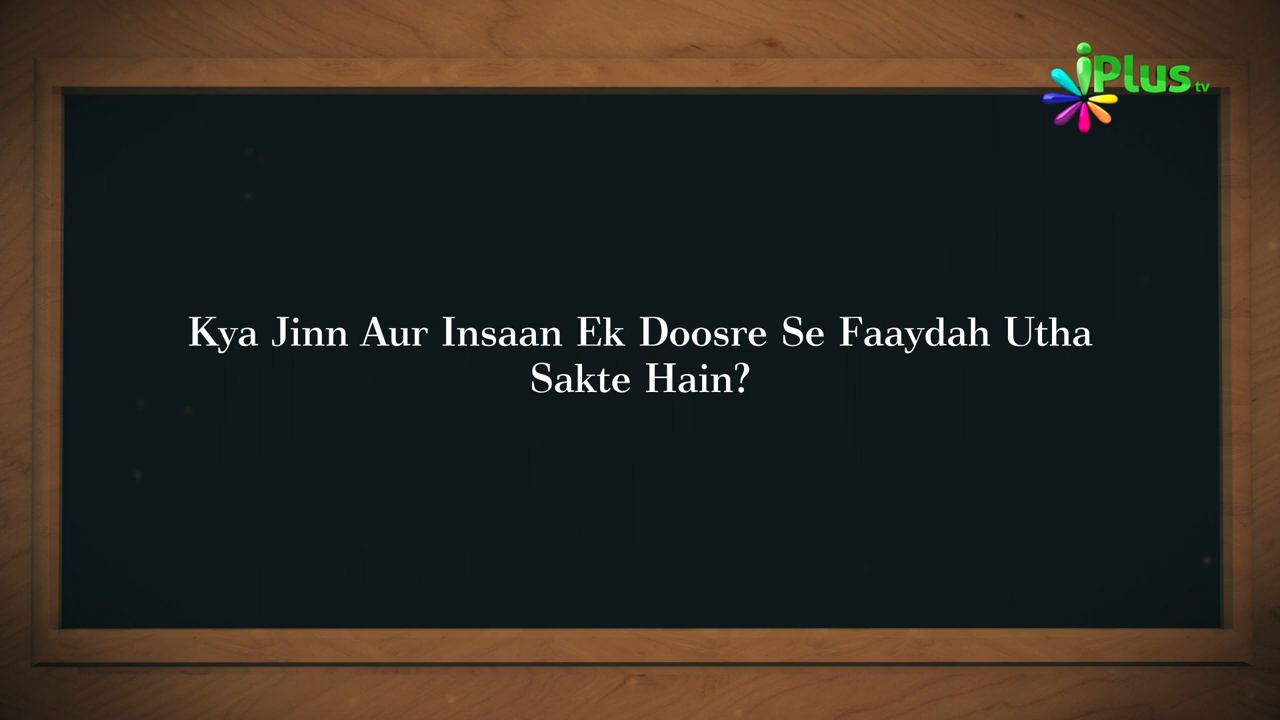 iPlus tv
Kya Jinn Aur Insaan Ek Doosre Se Faaydah Utha
Sakte Hain?